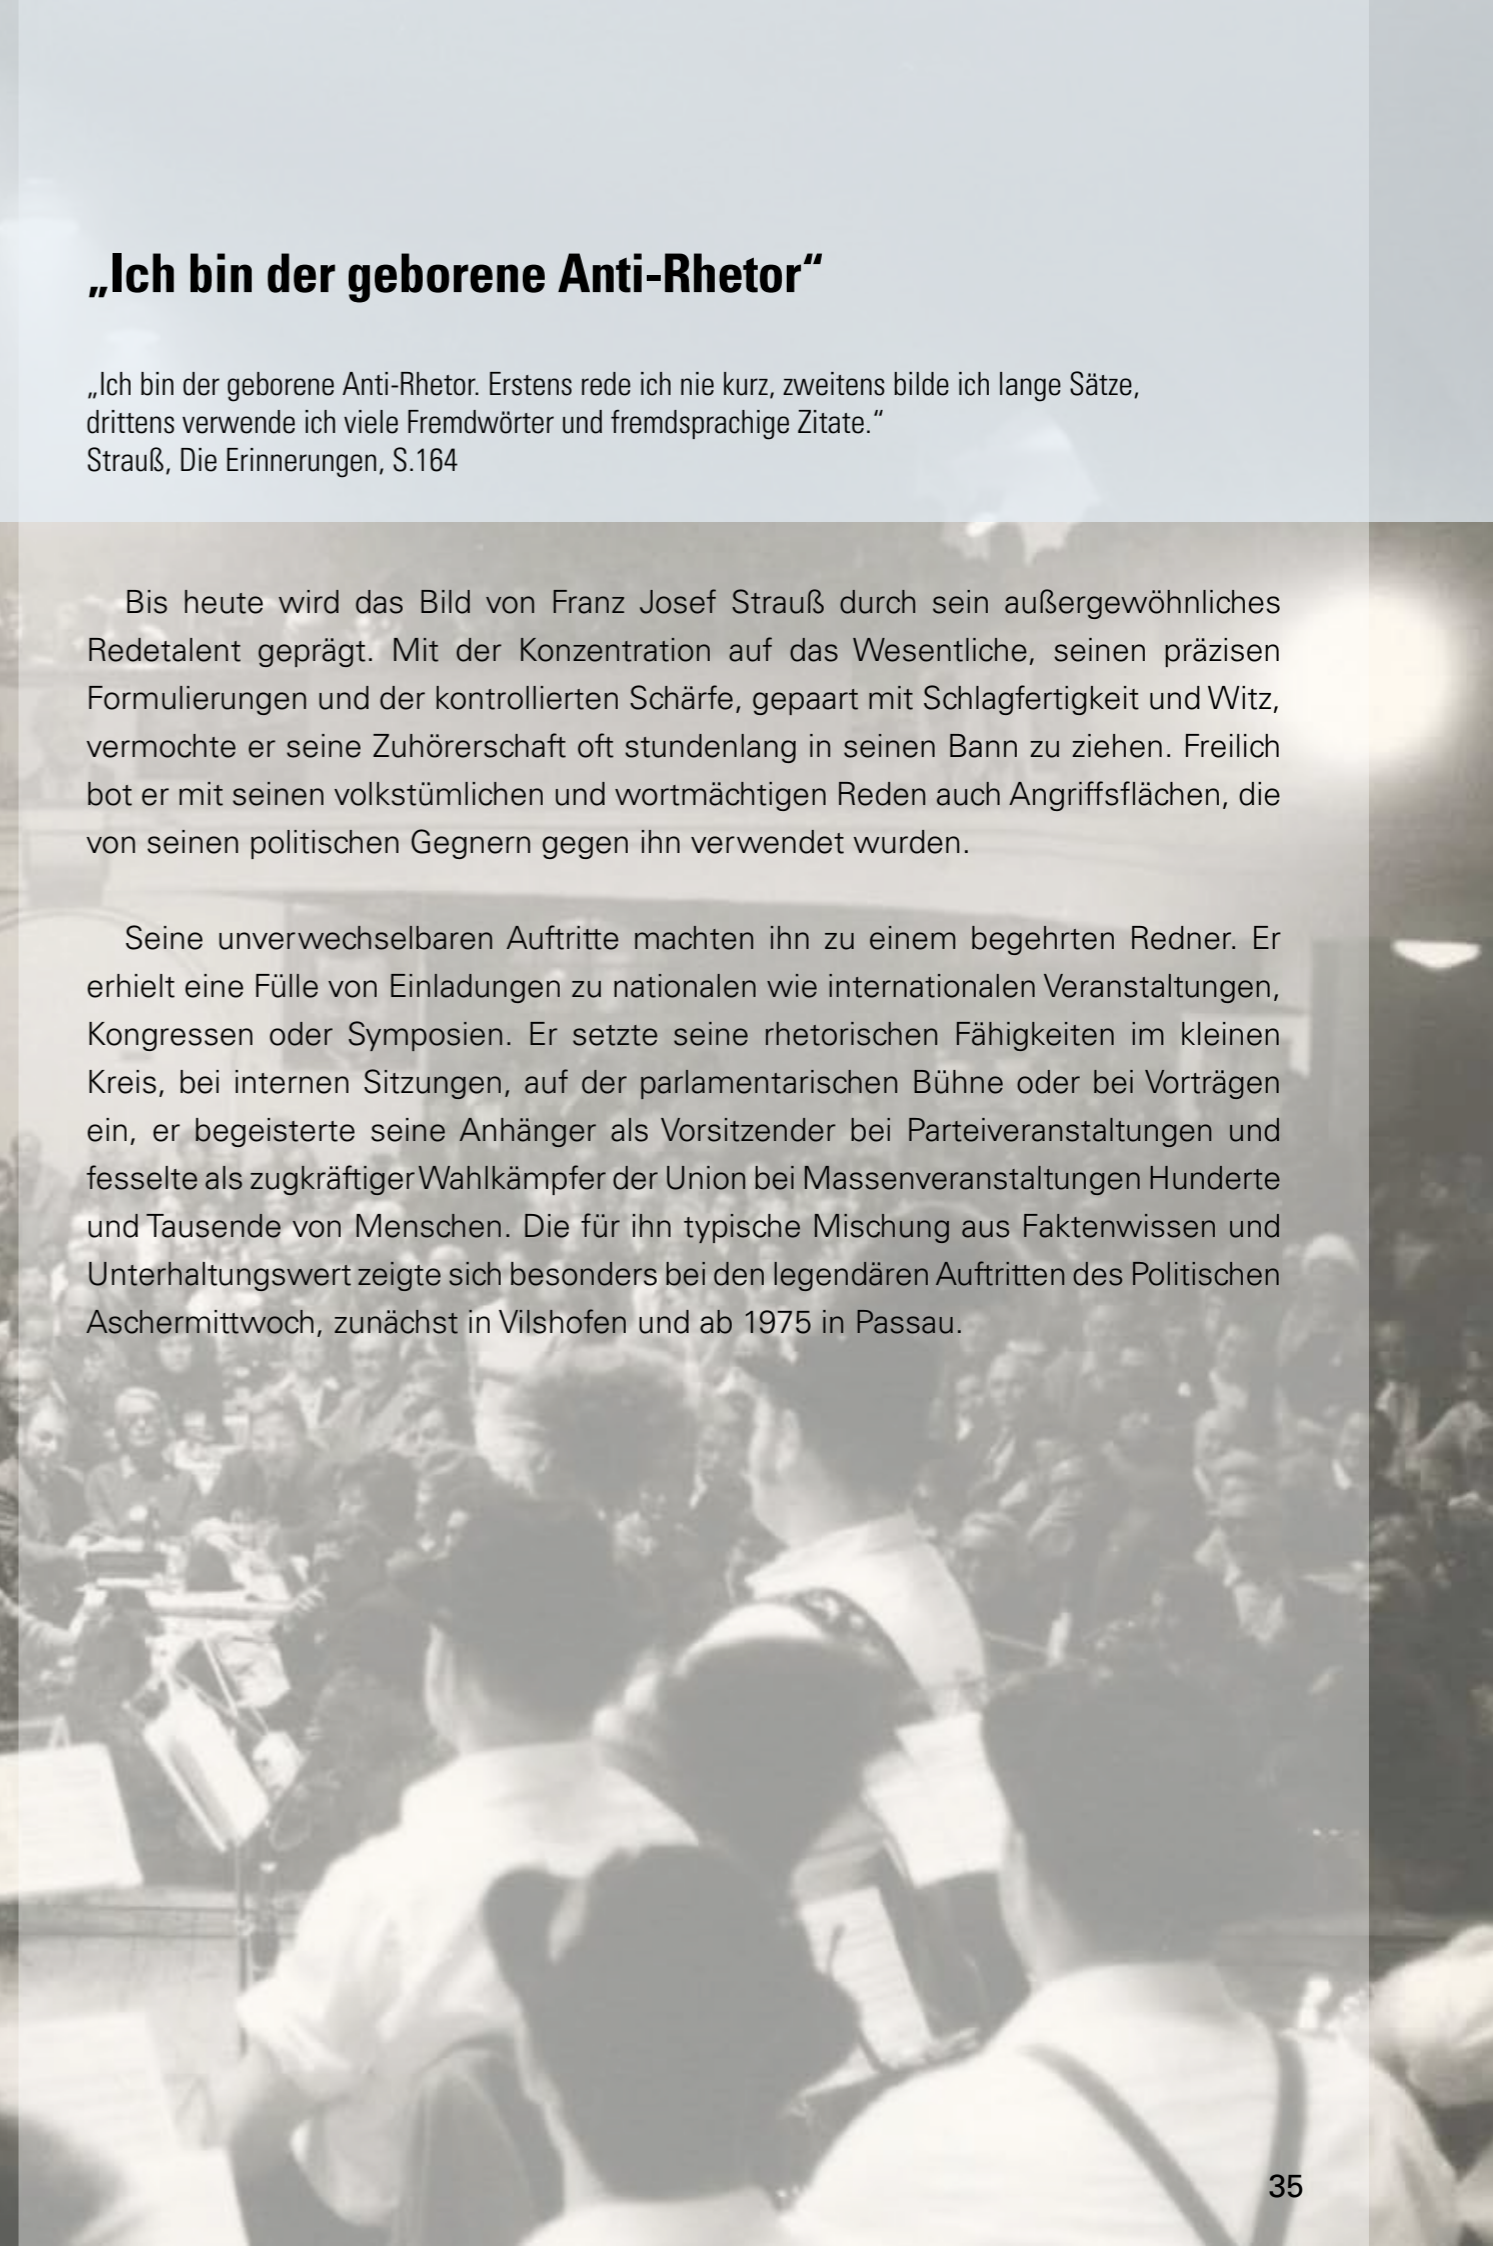 „Ich bin der geborene Anti-Rhetor“
„Ich bin der geborene Anti-Rhetor. Erstens rede ich nie kurz, zweitens bilde ich lange Sätze,
drittens verwende ich viele Fremdwörter und fremdsprachige Zitate.“
Strauß, Die Erinnerungen, S.164
Bis heute wird das Bild von Franz Josef Strauß durch sein außergewöhnliches
Redetalent geprägt. Mit der Konzentration auf das Wesentliche, seinen präzisen
Formulierungen und der kontrollierten Schärfe, gepaart mit Schlagfertigkeit und Witz,
vermochte er seine Zuhörerschaft oft stundenlang in seinen Bann zu ziehen. Freilich
bot er mit seinen volkstümlichen und wortmächtigen Reden auch Angriffsflächen, die
von seinen politischen Gegnern gegen ihn verwendet wurden.
Seine unverwechselbaren Auftritte machten ihn zu einem begehrten Redner. Er
erhielt eine Fülle von Einladungen zu nationalen wie internationalen Veranstaltungen,
Kongressen oder Symposien. Er setzte seine rhetorischen Fähigkeiten im kleinen
Kreis, bei internen Sitzungen, auf der parlamentarischen Bühne oder bei Vorträgen
ein, er begeisterte seine Anhänger als Vorsitzender bei Parteiveranstaltungen und
fesselte als zugkräftiger Wahlkämpfer der Union bei Massenveranstaltungen Hunderte
und Tausende von Menschen. Die für ihn typische Mischung aus Faktenwissen und
Unterhaltungswert zeigte sich besonders bei den legendären Auftritten des Politischen
Aschermittwoch, zunächst in Vilshofen und ab 1975 in Passau.
35